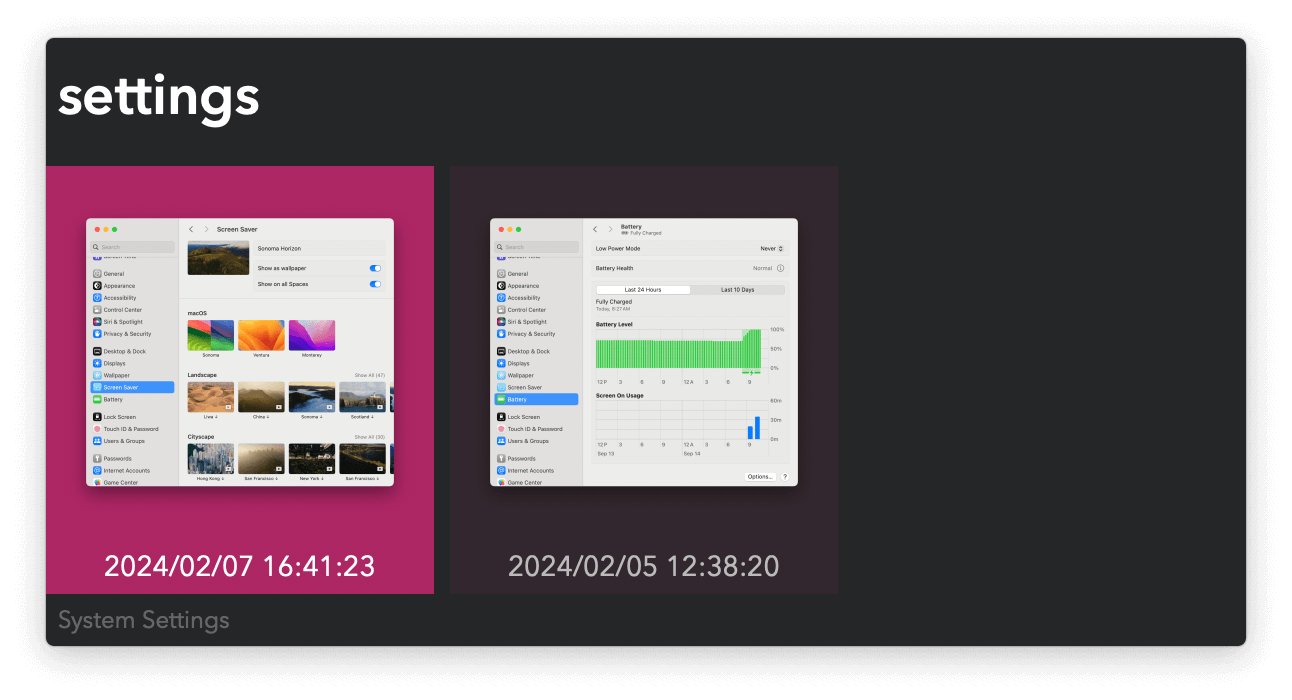 settings
Screen Saver
Search
Sonoma Horizon
Show as wallpaper
Show on all Spaces
General
Appearance
Accessibility
Control Center
Siri & Spotlight
Privacy & Security
Desktop & Dock
Displays
Wallpaper
Screen Saver
Battery
Lock Screen
Touch ID & Password
Users & Groups
Passwords
Internet Accounts
Game Center
macOS
Sonoma Ventura Monterey
Landscape Show All (47)
Liwa ↓ China ↓ Sonoma ↓ Scotland ↓
Cityscape Show All (30)
Hong Kong ↓ San Francisco ↓ New York ↓ San Francisco ↓
2024/02/07 16:41:23
Battery
Fully Charged
Search
General
Appearance
Accessibility
Control Center
Siri & Spotlight
Privacy & Security
Desktop & Dock
Displays
Wallpaper
Screen Saver
Battery
Lock Screen
Touch ID & Password
Users & Groups
Passwords
Internet Accounts
Game Center
Low Power Mode Never
Battery Health Normal
Last 24 Hours Last 10 Days
Fully Charged
Today, 8:27 AM
Battery Level
100%
50%
0%
12 P 3 6 9 12 A 3 6 9
Screen On Usage
60m
30m
0m
12 P 3 6 9 12 A 3 6 9
Sep 13 Sep 14
Options... ?
2024/02/05 12:38:20
System Settings